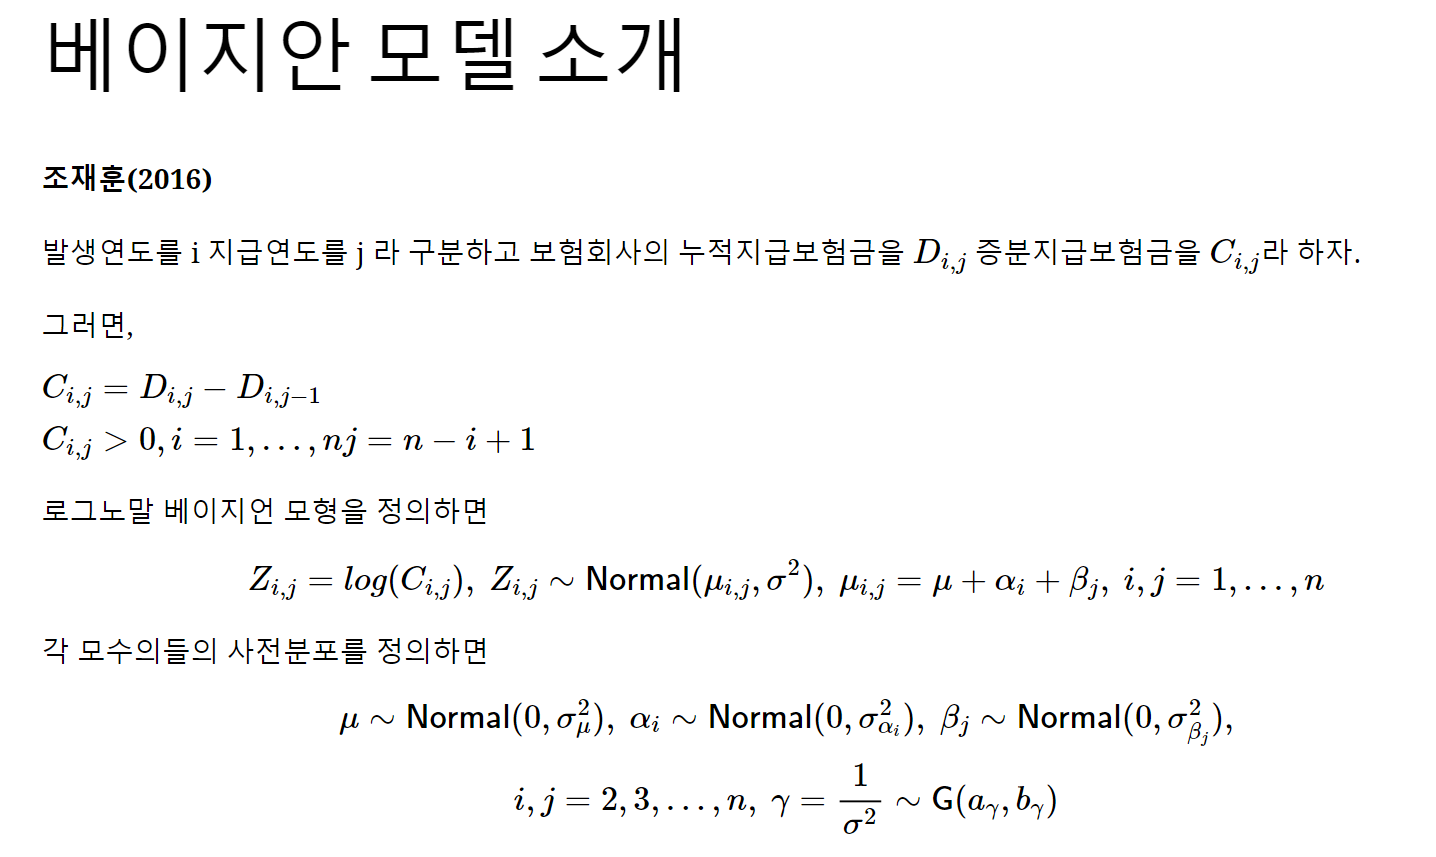 베이지안 모델 소개
조재훈(2016)
발생연도를 i 지급연도를 j 라 구분하고 보험회사의 누적지급보험금을 $D_{i,j}$ 증분지급보험금을 $C_{i,j}$라 하자.
그러면,
$C_{i,j} = D_{i,j} - D_{i,j-1}$
$C_{i,j} > 0, i = 1, \ldots, nj = n - i + 1$
로그노말 베이지언 모형을 정의하면
$Z_{i,j} = log(C_{i,j}),\ Z_{i,j} \sim \mathsf{Normal}(\mu_{i,j}, \sigma^2),\ \mu_{i,j} = \mu + \alpha_i + \beta_j,\ i, j = 1, \ldots, n$
각 모수의들의 사전분포를 정의하면
$\mu \sim \mathsf{Normal}(0, \sigma_\mu^2),\ \alpha_i \sim \mathsf{Normal}(0, \sigma_{\alpha_i}^2),\ \beta_j \sim \mathsf{Normal}(0, \sigma_{\beta_j}^2),$
$i, j = 2, 3, \ldots, n,\ \gamma = \frac{1}{\sigma^2} \sim \mathsf{G}(a_\gamma, b_\gamma)$